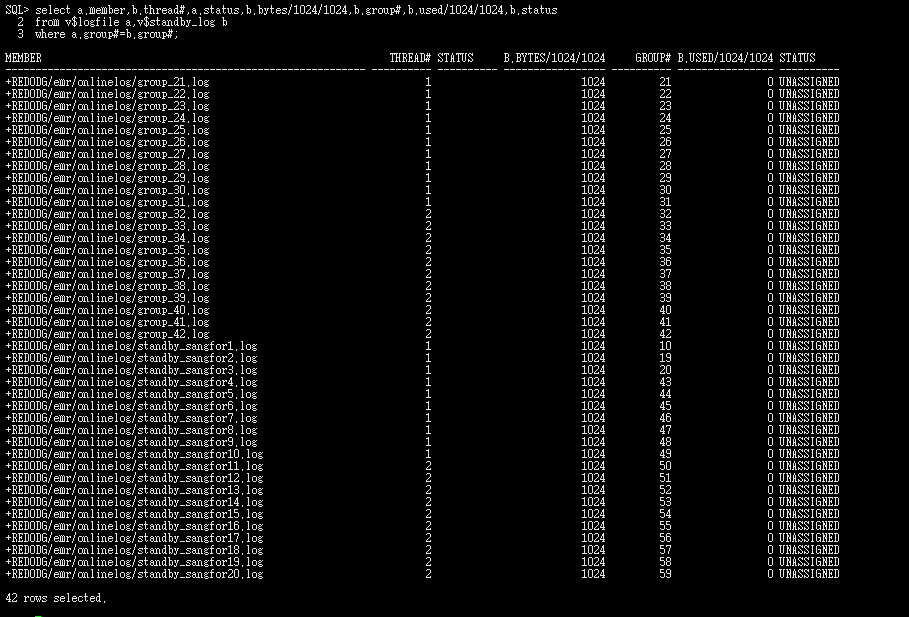 SQL> select a.member,b.thread#,a.status,b.bytes/1024/1024,b.group#,b.used/1024/1024,b.status
  2  from v$logfile a,v$standby_log b
  3  where a.group#=b.group#;
MEMBER THREAD# STATUS B.BYTES/1024/1024 GROUP# B.USED/1024/1024 STATUS
------------------------------------------------------------ ---------- ---------- ----------------- ---------- ---------------- ----------
+REDODG/emr/onlinelog/group_21.log 1 1024 21 0 UNASSIGNED
+REDODG/emr/onlinelog/group_22.log 1 1024 22 0 UNASSIGNED
+REDODG/emr/onlinelog/group_23.log 1 1024 23 0 UNASSIGNED
+REDODG/emr/onlinelog/group_24.log 1 1024 24 0 UNASSIGNED
+REDODG/emr/onlinelog/group_25.log 1 1024 25 0 UNASSIGNED
+REDODG/emr/onlinelog/group_26.log 1 1024 26 0 UNASSIGNED
+REDODG/emr/onlinelog/group_27.log 1 1024 27 0 UNASSIGNED
+REDODG/emr/onlinelog/group_28.log 1 1024 28 0 UNASSIGNED
+REDODG/emr/onlinelog/group_29.log 1 1024 29 0 UNASSIGNED
+REDODG/emr/onlinelog/group_30.log 1 1024 30 0 UNASSIGNED
+REDODG/emr/onlinelog/group_31.log 1 1024 31 0 UNASSIGNED
+REDODG/emr/onlinelog/group_32.log 2 1024 32 0 UNASSIGNED
+REDODG/emr/onlinelog/group_33.log 2 1024 33 0 UNASSIGNED
+REDODG/emr/onlinelog/group_34.log 2 1024 34 0 UNASSIGNED
+REDODG/emr/onlinelog/group_35.log 2 1024 35 0 UNASSIGNED
+REDODG/emr/onlinelog/group_36.log 2 1024 36 0 UNASSIGNED
+REDODG/emr/onlinelog/group_37.log 2 1024 37 0 UNASSIGNED
+REDODG/emr/onlinelog/group_38.log 2 1024 38 0 UNASSIGNED
+REDODG/emr/onlinelog/group_39.log 2 1024 39 0 UNASSIGNED
+REDODG/emr/onlinelog/group_40.log 2 1024 40 0 UNASSIGNED
+REDODG/emr/onlinelog/group_41.log 2 1024 41 0 UNASSIGNED
+REDODG/emr/onlinelog/group_42.log 2 1024 42 0 UNASSIGNED
+REDODG/emr/onlinelog/standby_sangfor1.log 1 1024 10 0 UNASSIGNED
+REDODG/emr/onlinelog/standby_sangfor2.log 1 1024 19 0 UNASSIGNED
+REDODG/emr/onlinelog/standby_sangfor3.log 1 1024 20 0 UNASSIGNED
+REDODG/emr/onlinelog/standby_sangfor4.log 1 1024 43 0 UNASSIGNED
+REDODG/emr/onlinelog/standby_sangfor5.log 1 1024 44 0 UNASSIGNED
+REDODG/emr/onlinelog/standby_sangfor6.log 1 1024 45 0 UNASSIGNED
+REDODG/emr/onlinelog/standby_sangfor7.log 1 1024 46 0 UNASSIGNED
+REDODG/emr/onlinelog/standby_sangfor8.log 1 1024 47 0 UNASSIGNED
+REDODG/emr/onlinelog/standby_sangfor9.log 1 1024 48 0 UNASSIGNED
+REDODG/emr/onlinelog/standby_sangfor10.log 1 1024 49 0 UNASSIGNED
+REDODG/emr/onlinelog/standby_sangfor11.log 2 1024 50 0 UNASSIGNED
+REDODG/emr/onlinelog/standby_sangfor12.log 2 1024 51 0 UNASSIGNED
+REDODG/emr/onlinelog/standby_sangfor13.log 2 1024 52 0 UNASSIGNED
+REDODG/emr/onlinelog/standby_sangfor14.log 2 1024 53 0 UNASSIGNED
+REDODG/emr/onlinelog/standby_sangfor15.log 2 1024 54 0 UNASSIGNED
+REDODG/emr/onlinelog/standby_sangfor16.log 2 1024 55 0 UNASSIGNED
+REDODG/emr/onlinelog/standby_sangfor17.log 2 1024 56 0 UNASSIGNED
+REDODG/emr/onlinelog/standby_sangfor18.log 2 1024 57 0 UNASSIGNED
+REDODG/emr/onlinelog/standby_sangfor19.log 2 1024 58 0 UNASSIGNED
+REDODG/emr/onlinelog/standby_sangfor20.log 2 1024 59 0 UNASSIGNED
42 rows selected.